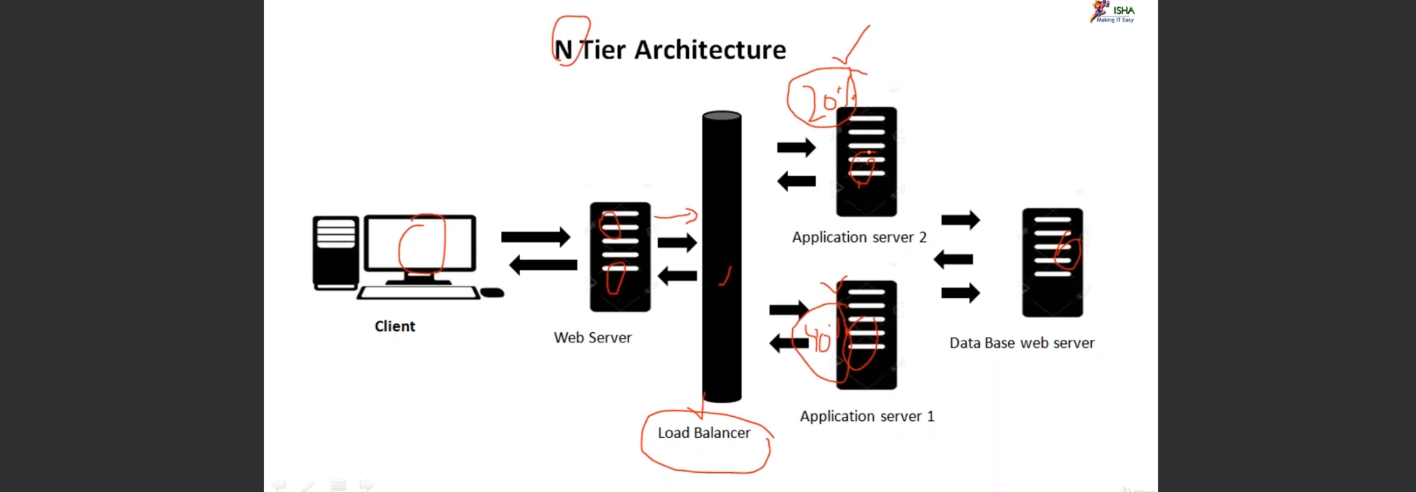 ISHA
Making IT Easy
N Tier Architecture
20%
Application server 2
Client
Web Server
40
Data Base web server
Application server 1
Load Balancer